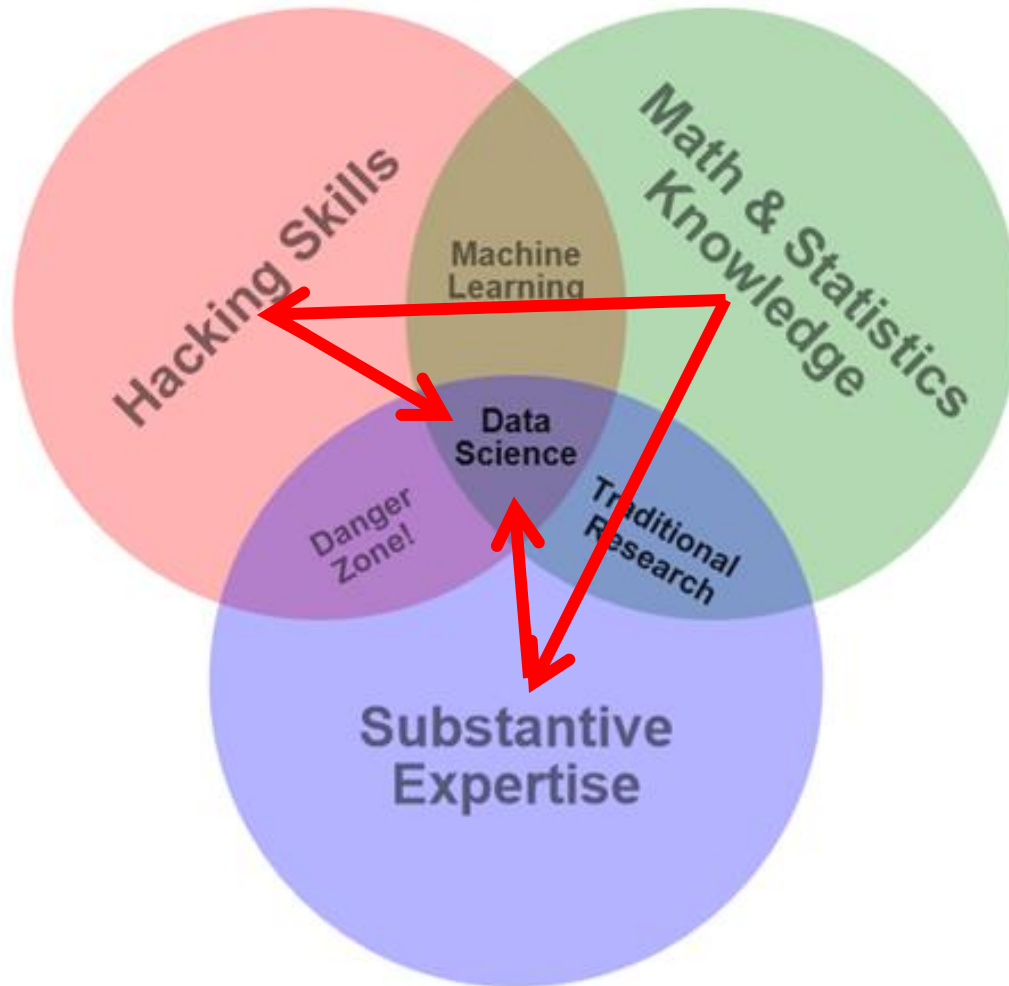 Hacking Skills
Math & Statistics
Knowledge
Machine
Learning
Data
Science
Danger
Zone!
Traditional
Research
Substantive
Expertise